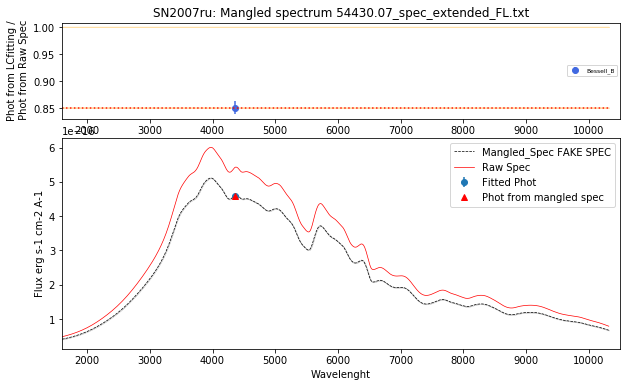 SN2007ru: Mangled spectrum 54430.07_spec_extended_FL.txt
Phot from LCfitting /
Phot from Raw Spec
1.00
0.95
0.90
0.85
Bessell_B
2000 3000 4000 5000 6000 7000 8000 9000 10000
1e−16
Flux erg s-1 cm-2 A-1
6
5
4
3
2
1
Mangled_Spec FAKE SPEC
Raw Spec
Fitted Phot
Phot from mangled spec
2000 3000 4000 5000 6000 7000 8000 9000 10000
Wavelenght